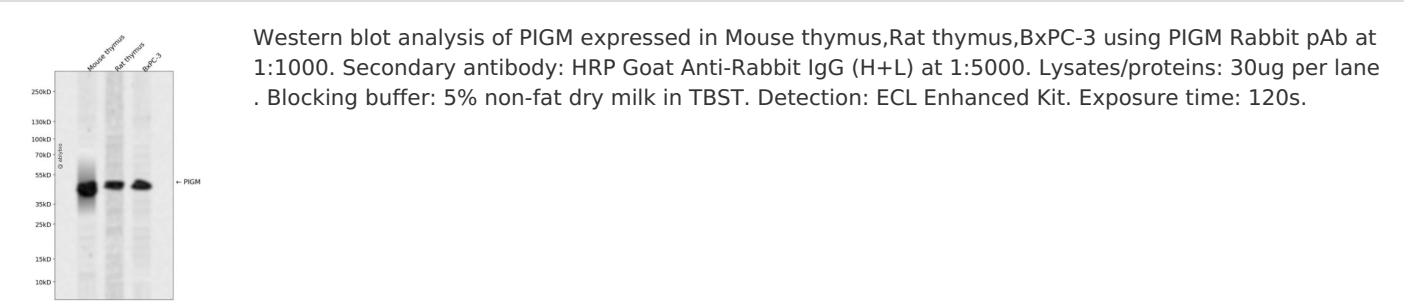 Mouse thymus
Rat thymus
BxPC-3
250kD
130kD
100kD
70kD
55kD
35kD
25kD
15kD
10kD
@ ablybio
← PIGM
Western blot analysis of PIGM expressed in Mouse thymus,Rat thymus,BxPC-3 using PIGM Rabbit pAb at
1:1000. Secondary antibody: HRP Goat Anti-Rabbit IgG (H+L) at 1:5000. Lysates/proteins: 30ug per lane
. Blocking buffer: 5% non-fat dry milk in TBST. Detection: ECL Enhanced Kit. Exposure time: 120s.